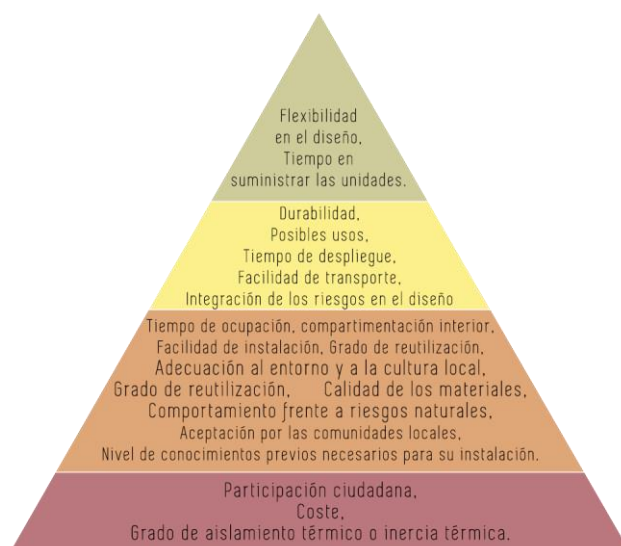 Flexibilidad
en el diseño,
Tiempo en
suministrar las unidades.
Durabilidad,
Posibles usos,
Tiempo de despliegue,
Facilidad de transporte,
Integración de los riesgos en el diseño
Tiempo de ocupación, compartimentación interior,
Facilidad de instalación, Grado de reutilización,
Adecuación al entorno y a la cultura local,
Grado de reutilización, Calidad de los materiales,
Comportamiento frente a riesgos naturales,
Aceptación por las comunidades locales,
Nivel de conocimientos previos necesarios para su instalación.
Participación ciudadana,
Coste,
Grado de aislamiento térmico o inercia térmica.